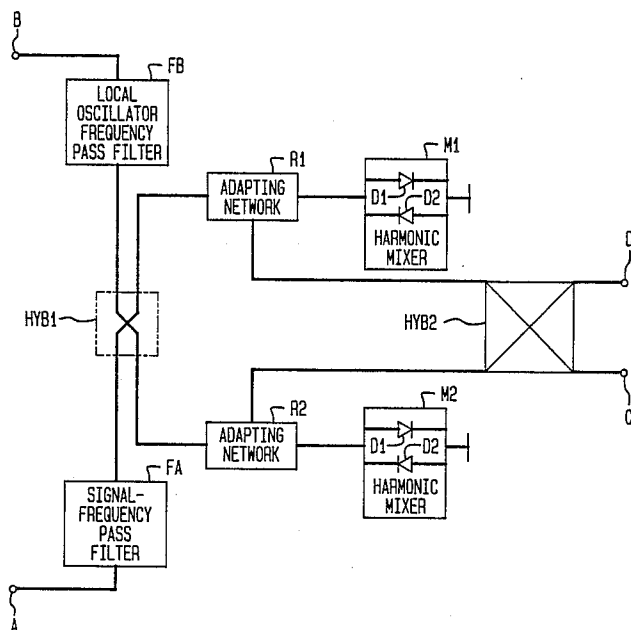 B
FB
LOCAL
OSCILLATOR
FREQUENCY
PASS FILTER
R1
M1
ADAPTING
NETWORK
D1
D2
HARMONIC
MIXER
D
HYB1
HYB2
C
R2
M2
ADAPTING
NETWORK
D1
D2
HARMONIC
MIXER
FA
SIGNAL-
FREQUENCY
PASS
FILTER
A